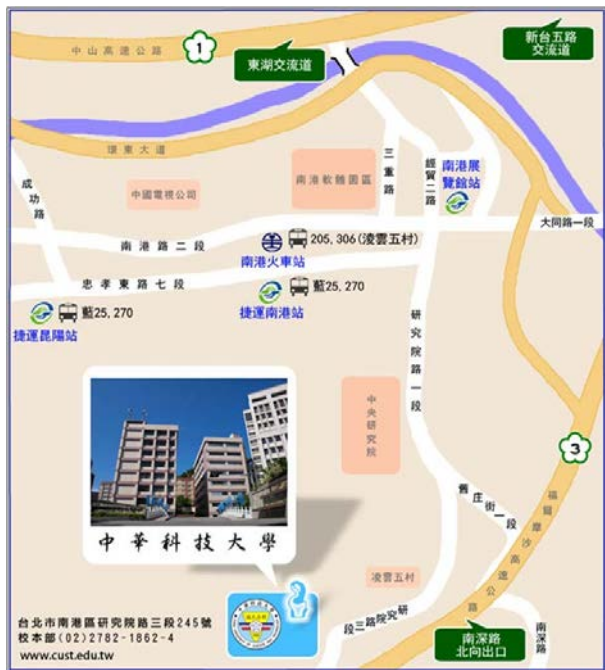 中山高速公路
1
東湖交流道
新台五路
交流道
環東大道
成功路
中國電視公司
南港軟體園區
三重路
經貿二路
南港展
覽館站
大同路一段
南港路二段
205,306(凌雲五村)
南港火車站
忠孝東路七段
藍25,270
捷運昆陽站
藍25,270
捷運南港站
研究院路一段
中央研究院
3
舊庄街一段
福爾摩沙高速公路
中華科技大學
凌雲五村
研究院路三段
南深路
南深路
北向出口
台北市南港區研究院路三段245號
校本部(02)2782-1862-4
www.cust.edu.tw